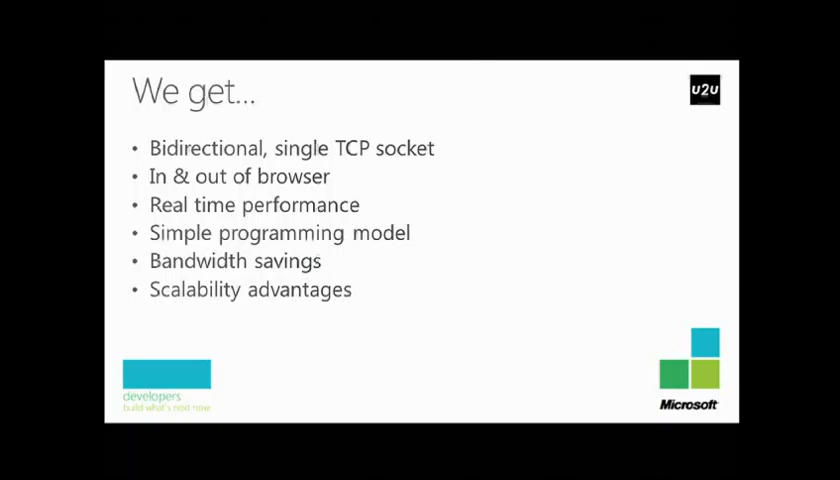 We get...
U2U
• Bidirectional, single TCP socket
• In & out of browser
• Real time performance
• Simple programming model
• Bandwidth savings
• Scalability advantages
developers
build what's next now
Microsoft